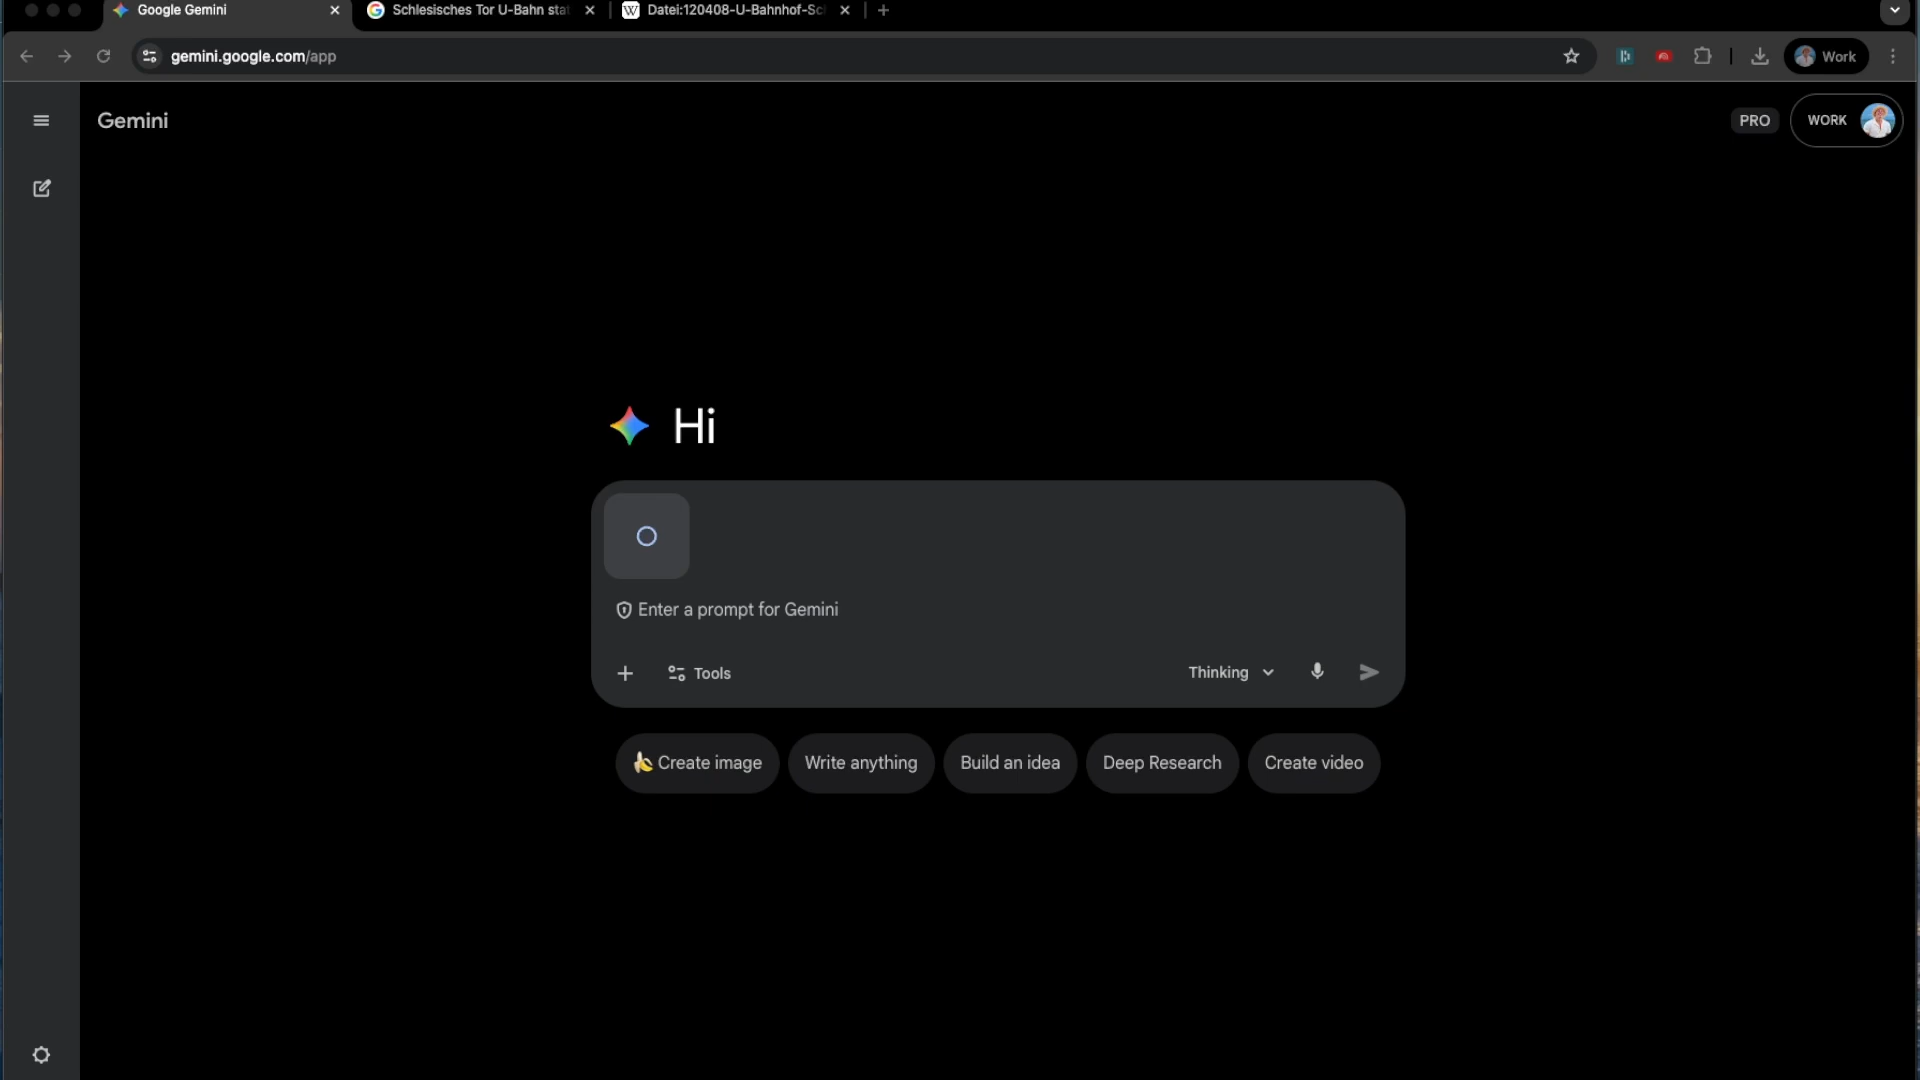 Google Gemini
Schlesisches Tor U-Bahn sta
Datei:120408-U-Bahnhof-Sc
gemini.google.com/app
Work
Gemini
PRO
WORK
Hi
Enter a prompt for Gemini
Tools
Thinking
Create image
Write anything
Build an idea
Deep Research
Create video